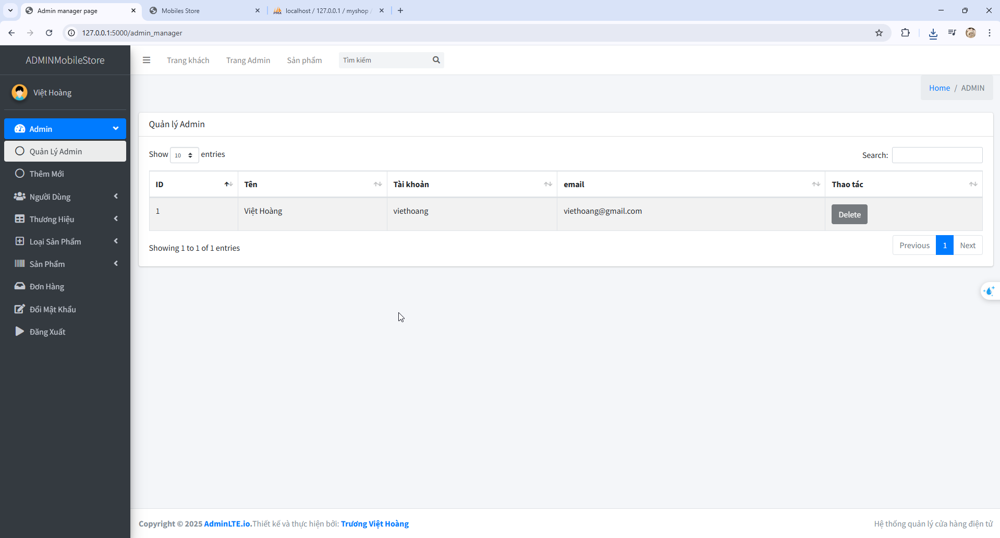 Admin manager page
Mobiles Store
localhost / 127.0.0.1 / myshop /
127.0.0.1:5000/admin_manager
ADMINMobileStore
Trang khách
Trang Admin
Sản phẩm
Tìm kiếm
Việt Hoàng
Home / ADMIN
Admin
Quản Lý Admin
Thêm Mới
Người Dùng
Thương Hiệu
Loại Sản Phẩm
Sản Phẩm
Đơn Hàng
Đổi Mật Khẩu
Đăng Xuất
Quản lý Admin
Show 10 entries
Search:
ID Tên Tài khoản email Thao tác
1 Việt Hoàng viethoang viethoang@gmail.com Delete
Showing 1 to 1 of 1 entries
Previous 1 Next
Copyright © 2025 AdminLTE.io.Thiết kế và thực hiện bởi: Trương Việt Hoàng
Hệ thống quản lý cửa hàng điện tử